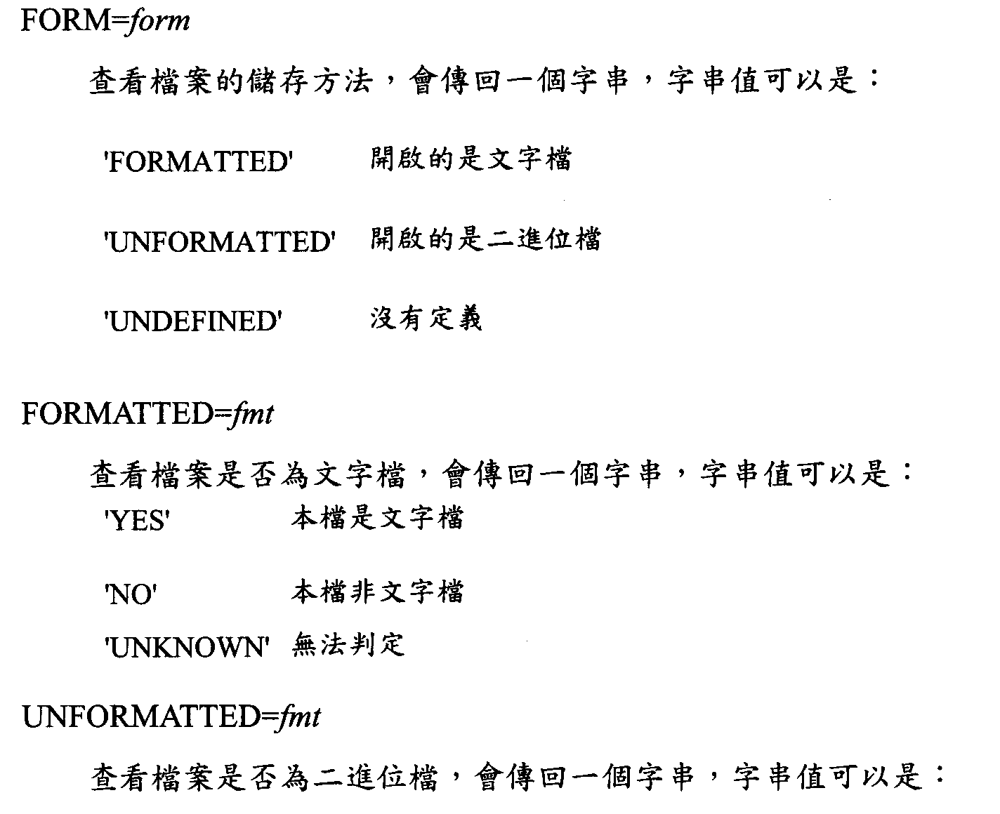 FORM=form
查看檔案的儲存方法，會傳回一個字串，字串值可以是：
'FORMATTED' 開啟的是文字檔
'UNFORMATTED' 開啟的是二進位檔
'UNDEFINED' 沒有定義
FORMATTED=fmt
查看檔案是否為文字檔，會傳回一個字串，字串值可以是：
'YES' 本檔是文字檔
'NO' 本檔非文字檔
'UNKNOWN' 無法判定
UNFORMATTED=fmt
查看檔案是否為二進位檔，會傳回一個字串，字串值可以是：